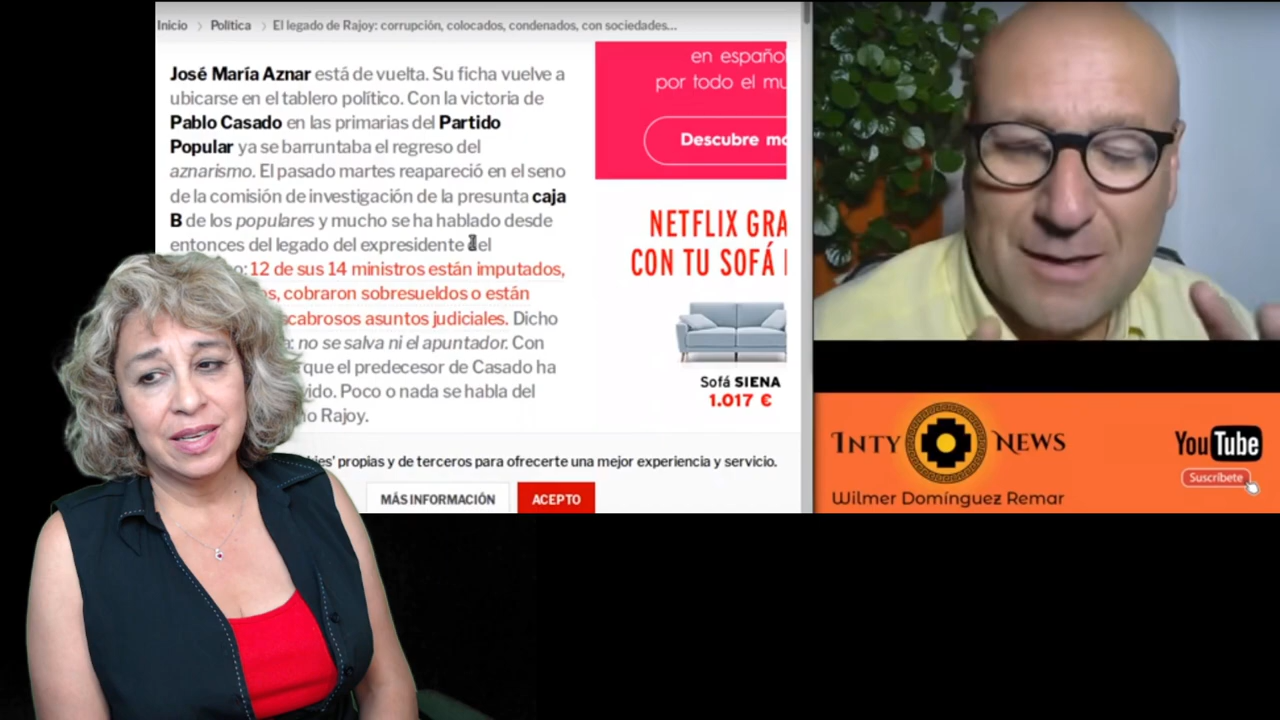 Inicio > Política > El legado de Rajoy: corrupción, colocados, condenados, con sociedades...
José María Aznar está de vuelta. Su ficha vuelve a
ubicarse en el tablero político. Con la victoria de
Pablo Casado en las primarias del Partido
Popular ya se barruntaba el regreso del
aznarismo. El pasado martes reapareció en el seno
de la comisión de investigación de la presunta caja
B de los populares y mucho se ha hablado desde
entonces del legado del expresidente del
12 de sus 14 ministros están imputados,
cobraron sobresueldos o están
scabrosos asuntos judiciales. Dicho
no se salva ni el apuntador. Con
rque el predecesor de Casado ha
vido. Poco o nada se habla del
Rajoy.
propias y de terceros para ofrecerte una mejor experiencia y servicio.
MÁS INFORMACIÓN
ACEPTO
en español
por todo el mu
Descubre m
NETFLIX GRA
CON TU SOFÁ
Sofá SIENA
1.017 €
INTY NEWS
Wilmer Domínguez Remar
YouTube
Suscríbete